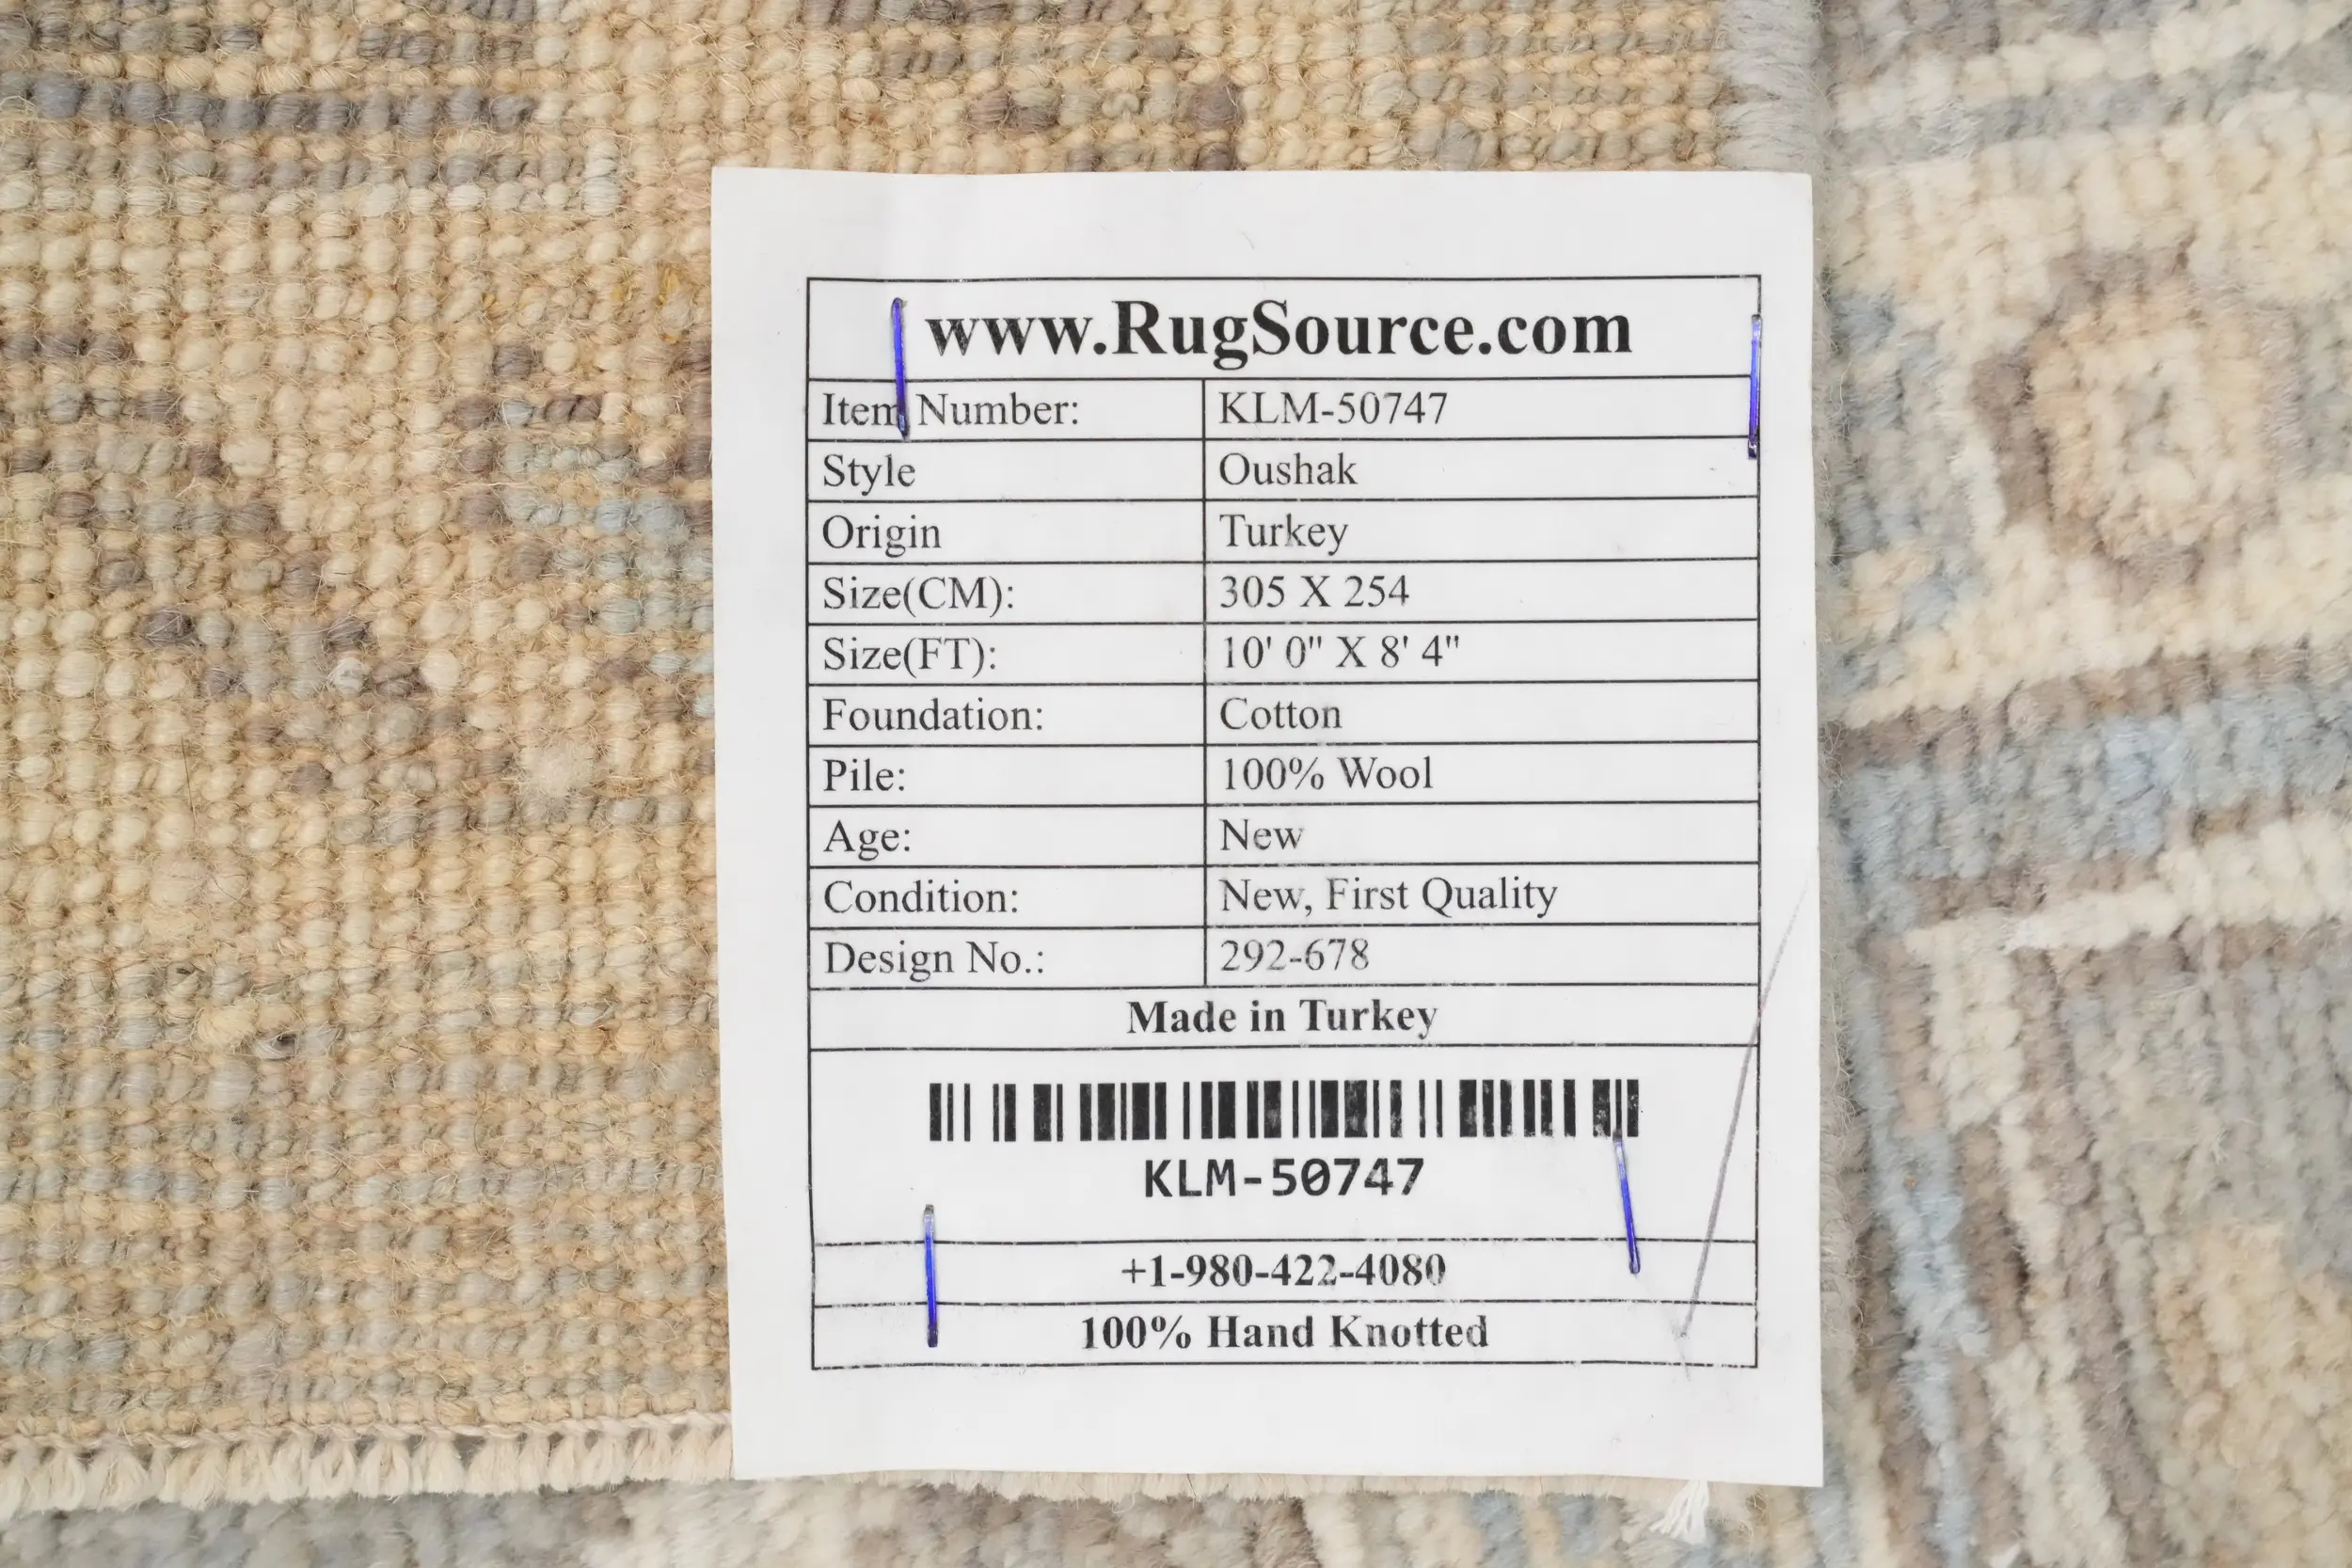 www.RugSource.com
Item Number: KLM-50747
Style Oushak
Origin Turkey
Size(CM): 305 X 254
Size(FT): 10' 0" X 8' 4"
Foundation: Cotton
Pile: 100% Wool
Age: New
Condition: New, First Quality
Design No.: 292-678
Made in Turkey
KLM-50747
+1-980-422-4080
100% Hand Knotted